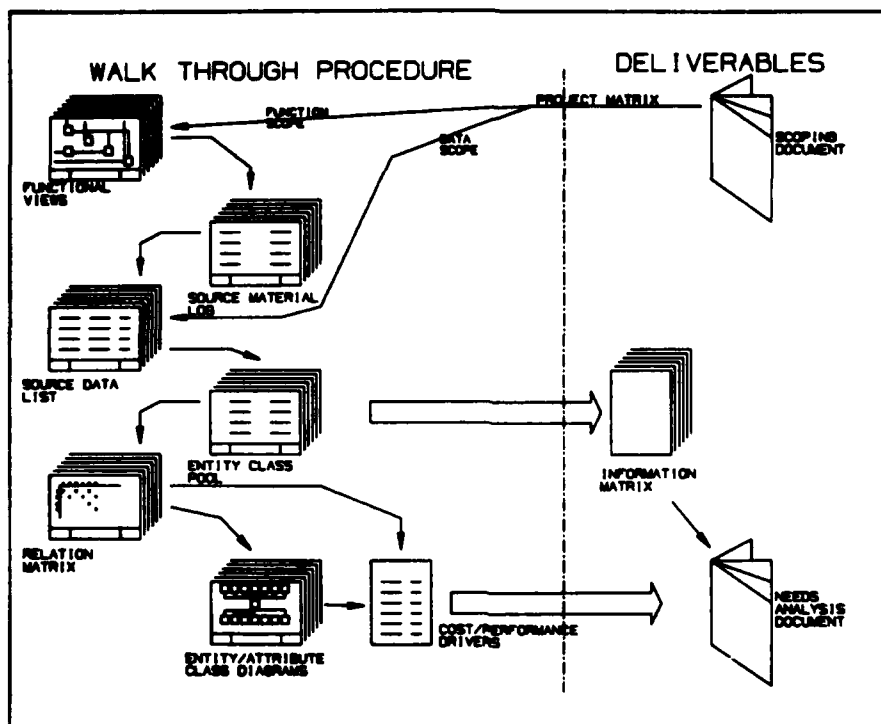 WALK THROUGH PROCEDURE
DELIVERABLES
FUNCTION
SCOPE
PROJECT MATRIX
DATA
SCOPE
SCOPING
DOCUMENT
FUNCTIONAL
VIEWS
SOURCE MATERIAL
LOG
SOURCE DATA
LIST
ENTITY CLASS
POOL
INFORMATION
MATRIX
RELATION
MATRIX
COST/PERFORMANCE
DRIVERS
NEEDS
ANALYSIS
DOCUMENT
ENTITY/ATTRIBUTE
CLASS DIAGRAMS